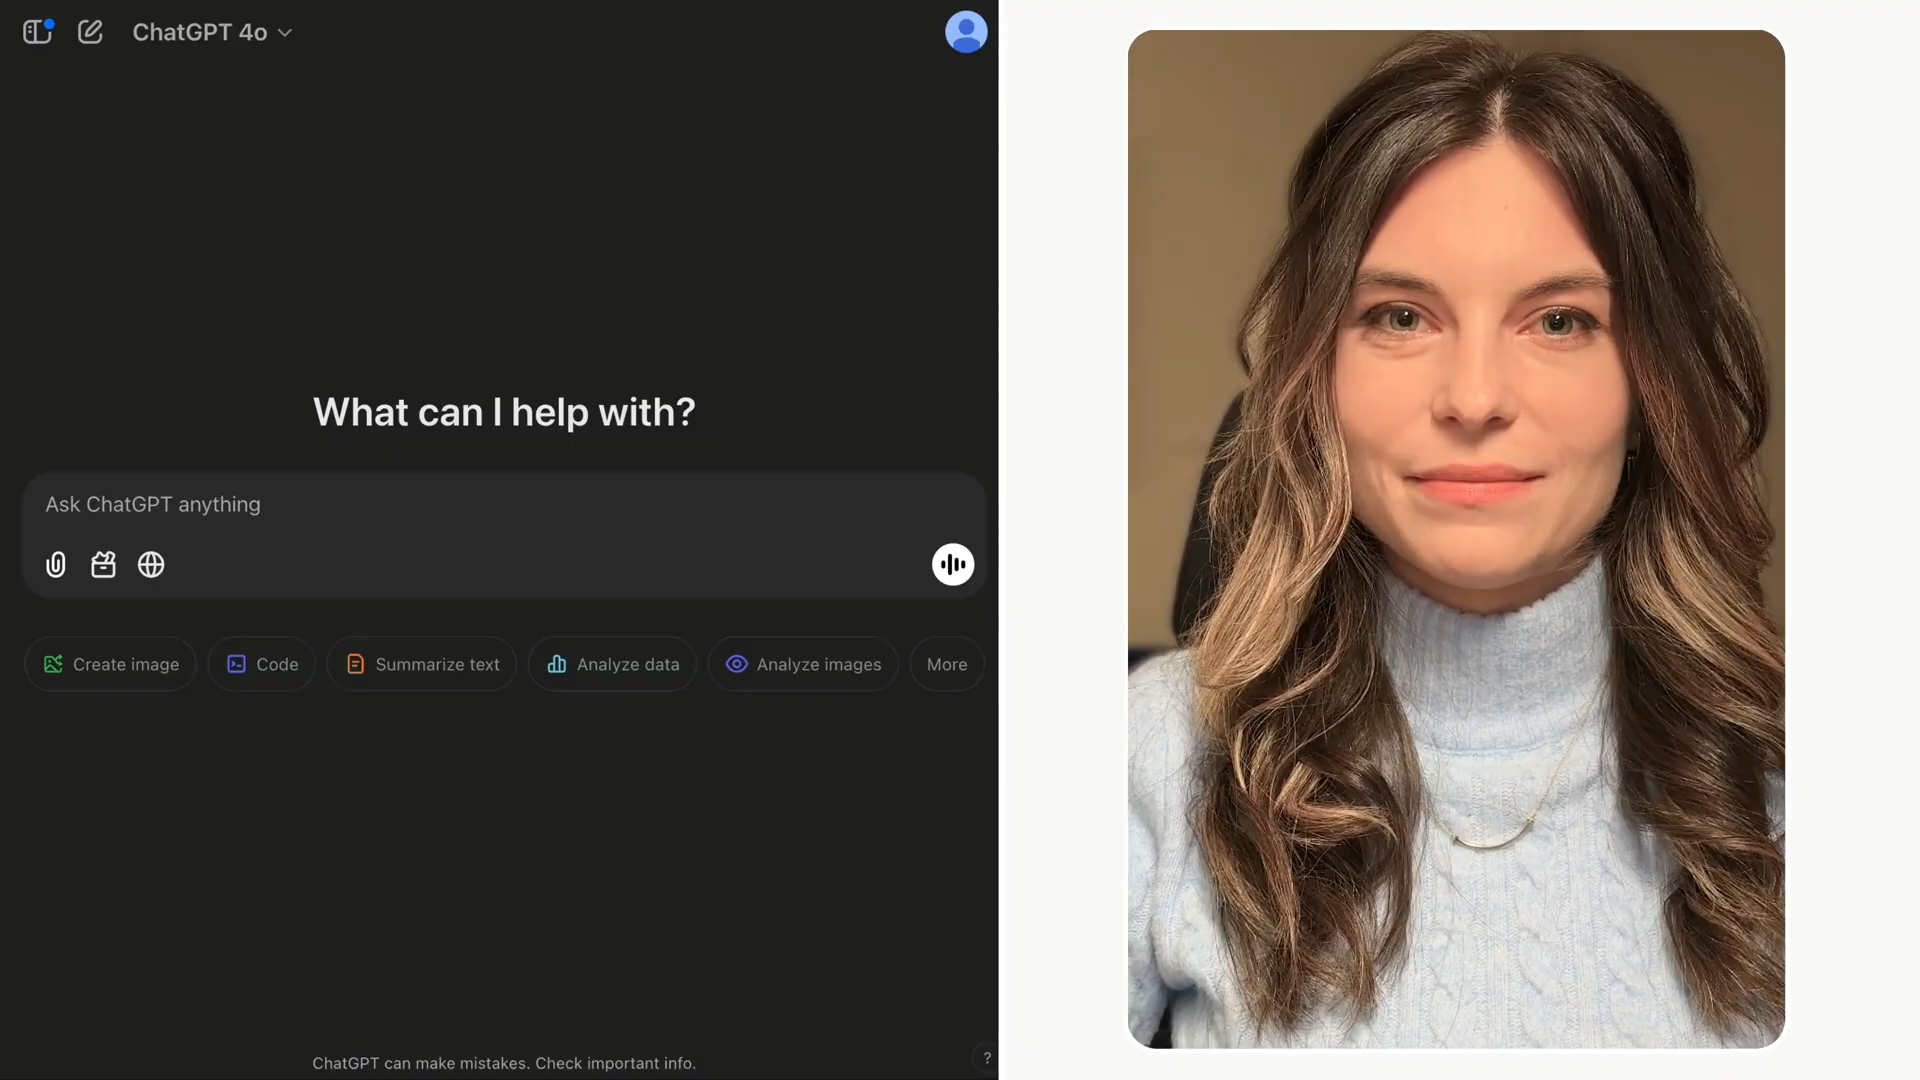 ChatGPT 4o
What can I help with?
Ask ChatGPT anything
Create image
Code
Summarize text
Analyze data
Analyze images
More
ChatGPT can make mistakes. Check important info.
?